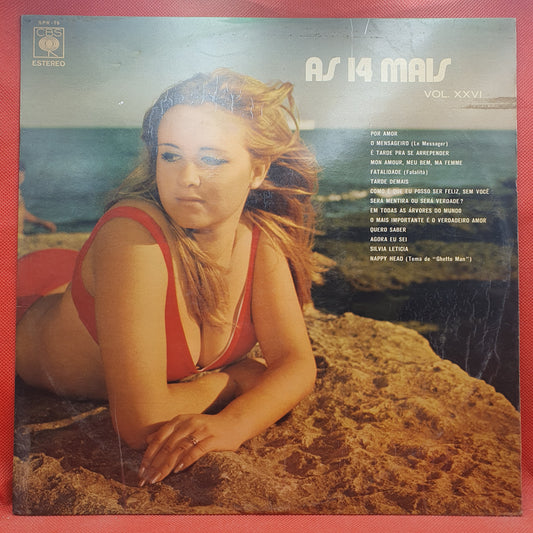 SPR-76
CBS
ESTEREO
AS 14 MAIS
VOL. XXVI
POR AMOR
O MENSAGEIRO (Le Messager)
É TARDE PRA SE ARREPENDER
MON AMOUR, MEU BEM, MA FEMME
FATALIDADE (Fatalità)
TARDE DEMAIS
COMO É QUE EU POSSO SER FELIZ, SEM VOCÊ
SERÁ MENTIRA OU SERÁ VERDADE?
EM TODAS AS ÁRVORES DO MUNDO
O MAIS IMPORTANTE É O VERDADEIRO AMOR
QUERO SABER
AGORA EU SEI
SILVIA LETICIA
NAPPY HEAD (Tema de "Ghetto Man")